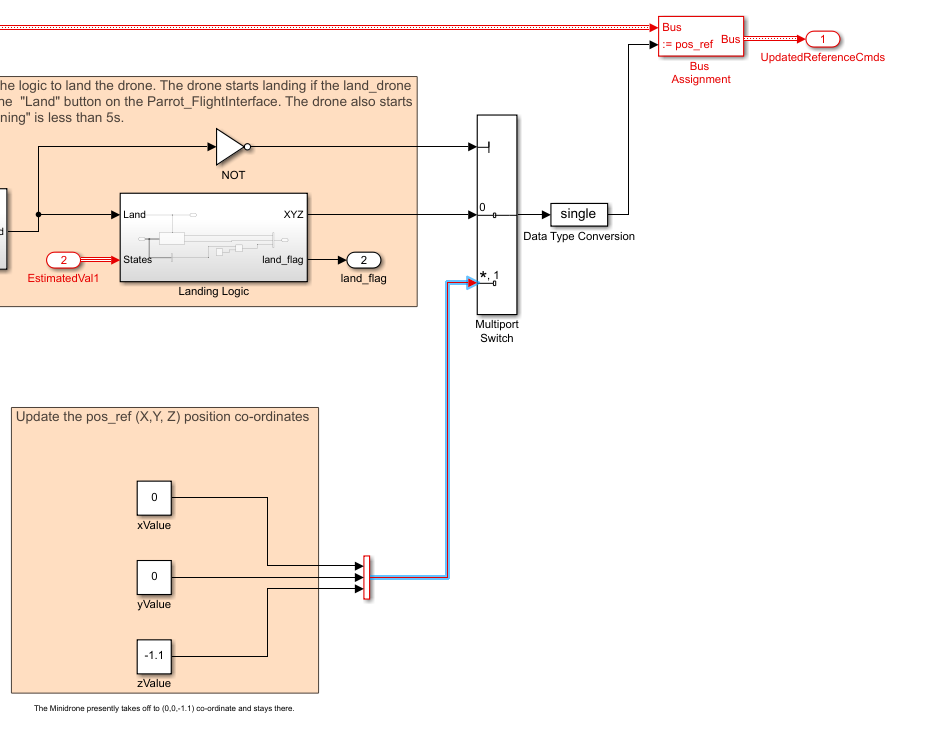 Bus
:= pos_ref
Bus
Bus
Assignment
1
UpdatedReferenceCmds
he logic to land the drone. The drone starts landing if the land_drone
he "Land" button on the Parrot_FlightInterface. The drone also starts
ning" is less than 5s.
NOT
d
Land
XYZ
States
land_flag
Landing Logic
2
EstimatedVal1
2
land_flag
0
*, 1
Multiport
Switch
single
Data Type Conversion
Update the pos_ref (X,Y, Z) position co-ordinates
0
xValue
0
yValue
-1.1
zValue
The Minidrone presently takes off to (0,0,-1.1) co-ordinate and stays there.